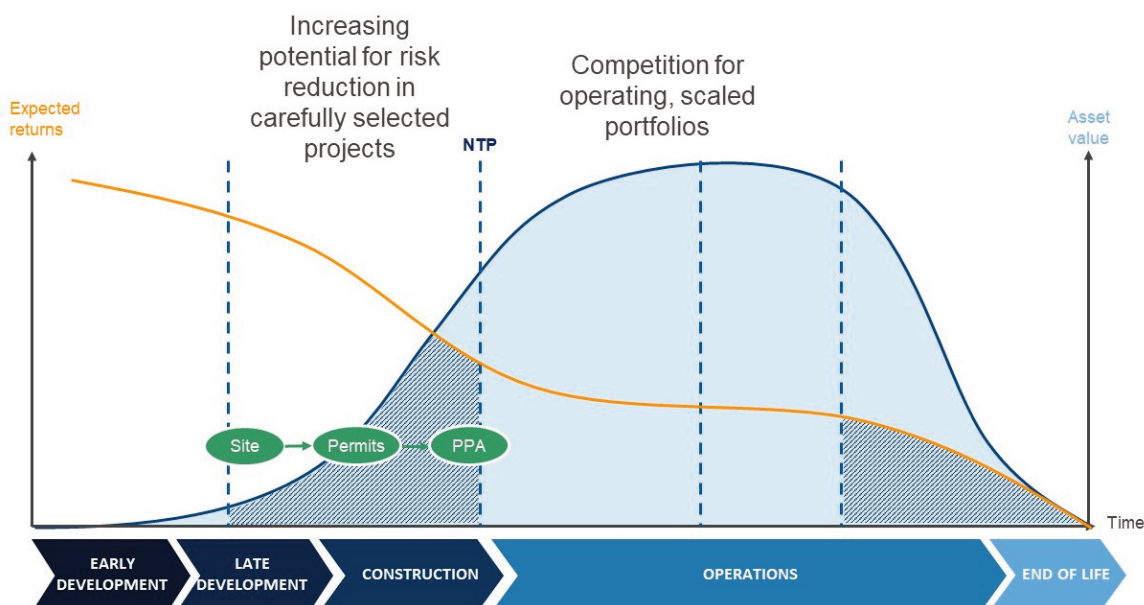 Increasing
potential for risk
reduction in
carefully selected
projects
Competition for
operating, scaled
portfolios
Expected
returns
NTP
Asset
value
Site
Permits
PPA
Time
EARLY
DEVELOPMENT
LATE
DEVELOPMENT
CONSTRUCTION
OPERATIONS
END OF LIFE